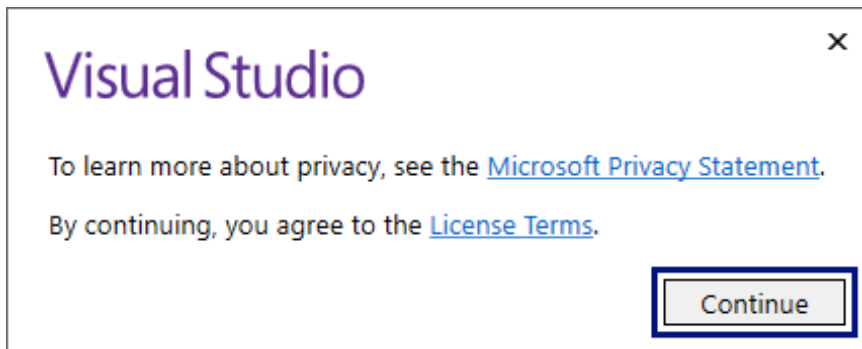 Visual Studio
To learn more about privacy, see the Microsoft Privacy Statement.
By continuing, you agree to the License Terms.
Continue